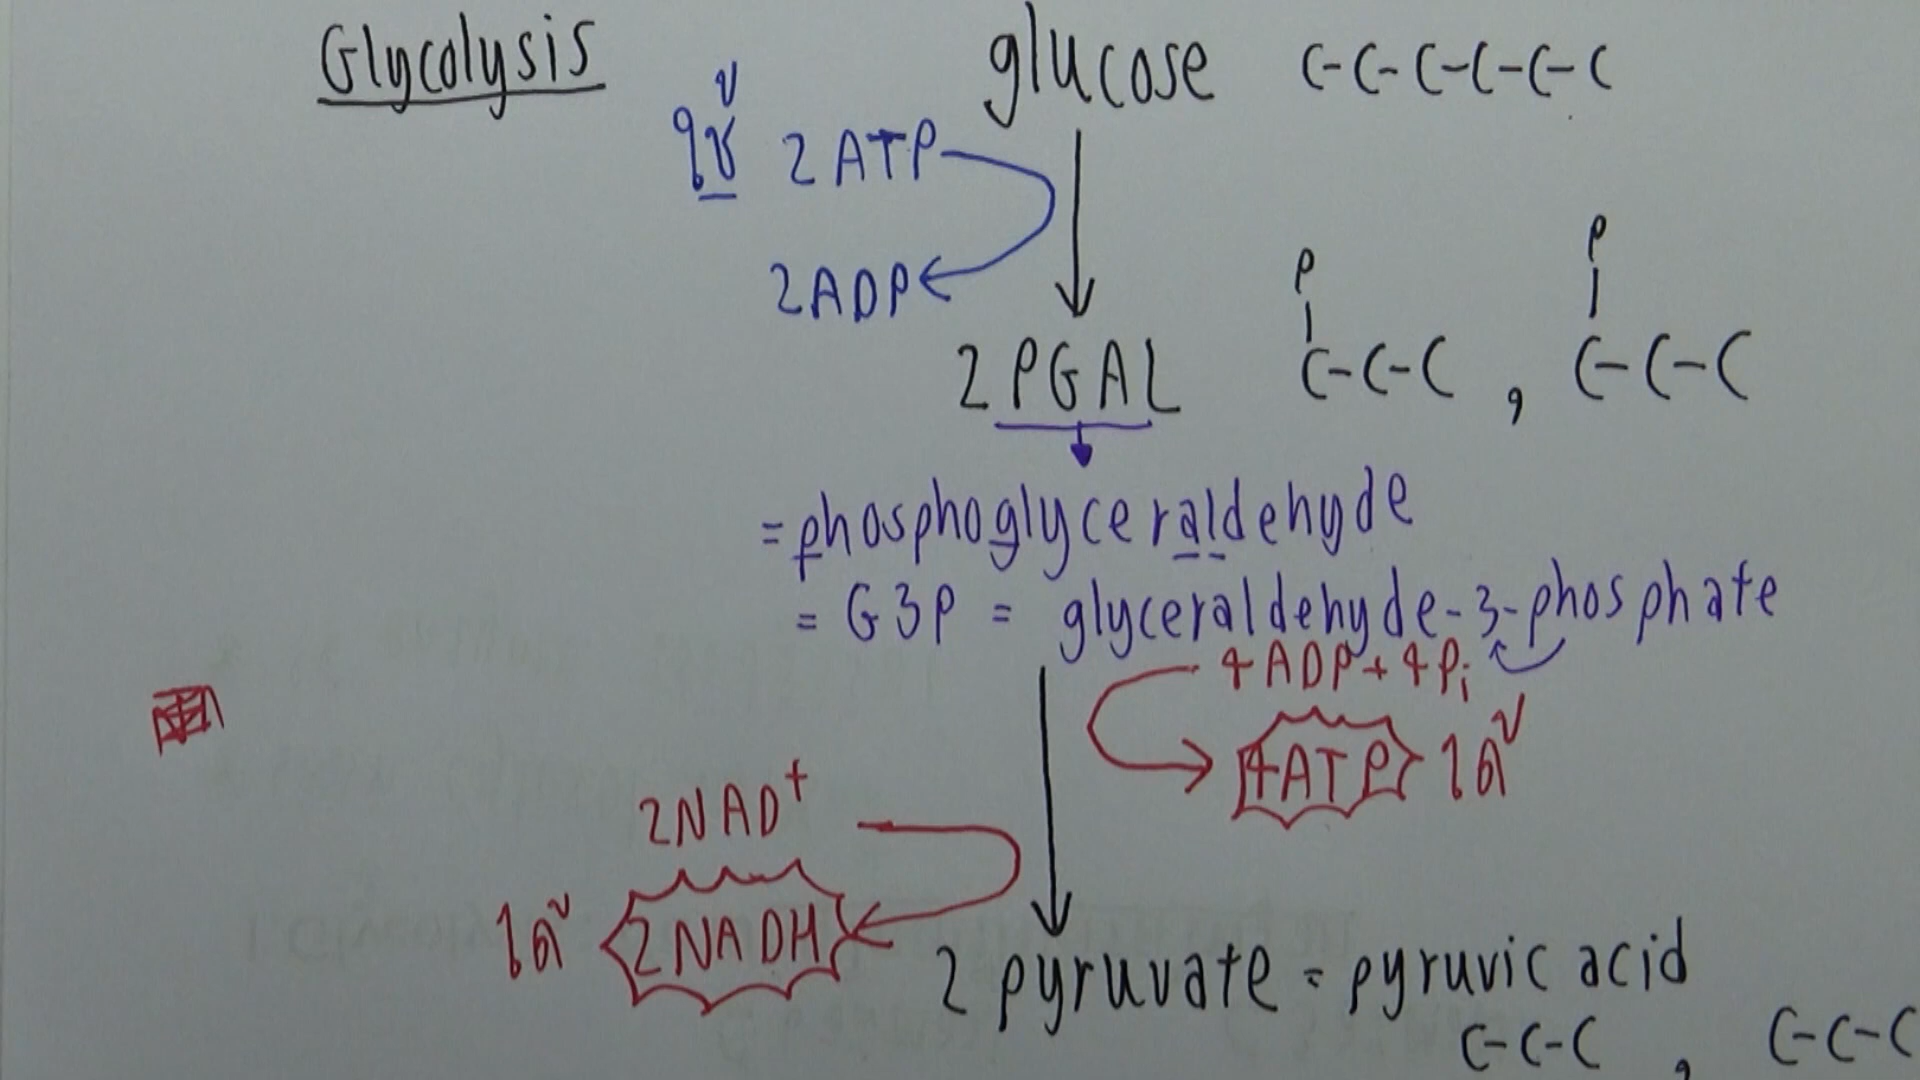 Glycolysis
glucose C-C-C-C-C-C
ใช้ 2ATP
2ADP
P P
2PGAL C-C-C , C-C-C
= phosphoglyceraldehyde
= G3P = glyceraldehyde-3-phosphate
4ADP + 4Pi
4ATP ได้
2NAD+
ได้ 2NADH
2 pyruvate = pyruvic acid
C-C-C , C-C-C